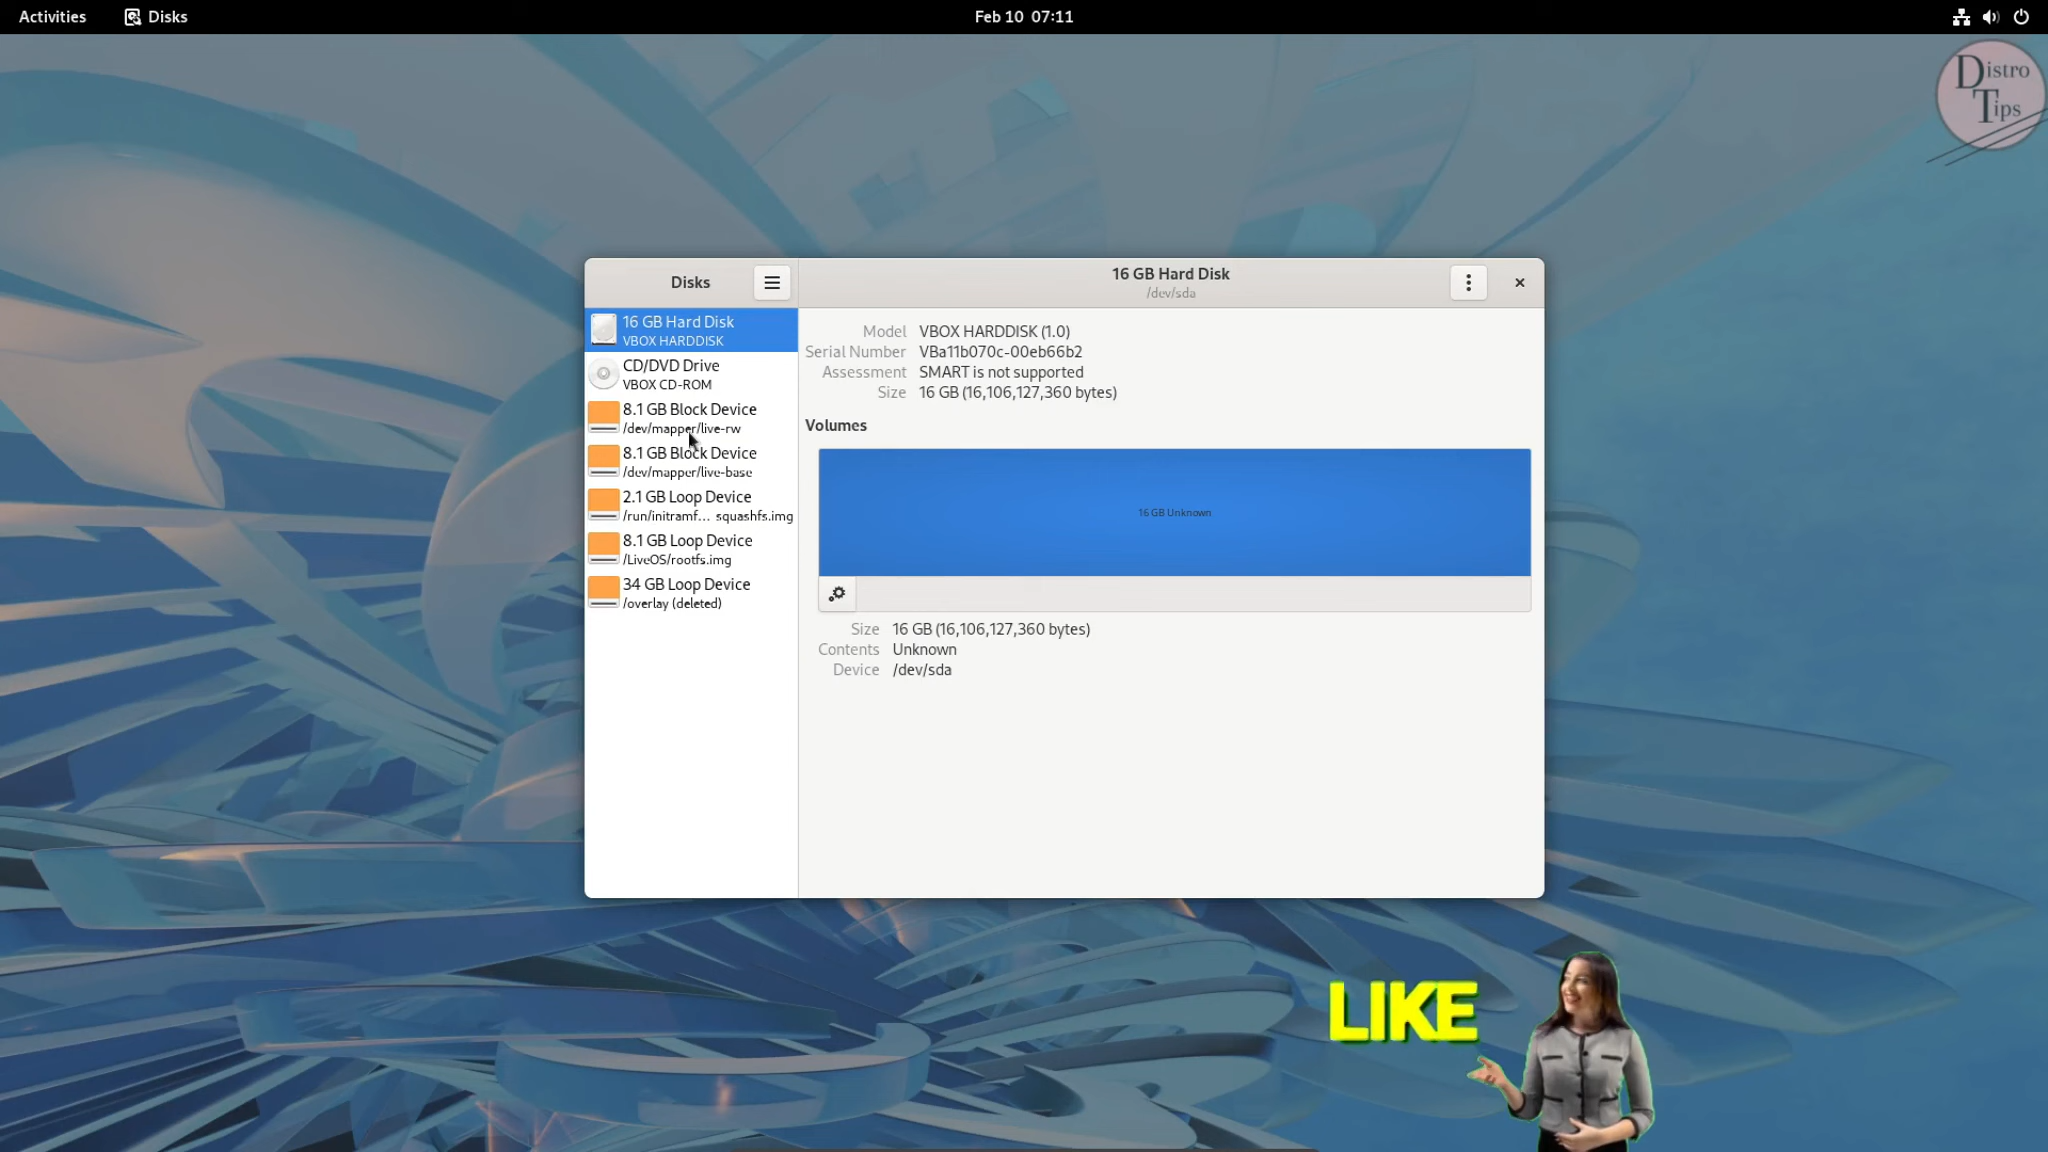 Activities
Disks
Feb 10 07:11
Distro
Tips
Disks
16 GB Hard Disk
/dev/sda
16 GB Hard Disk
VBOX HARDDISK
CD/DVD Drive
VBOX CD-ROM
8.1 GB Block Device
/dev/mapper/live-rw
8.1 GB Block Device
/dev/mapper/live-base
2.1 GB Loop Device
/run/initramf... squashfs.img
8.1 GB Loop Device
/LiveOS/rootfs.img
34 GB Loop Device
/overlay (deleted)
Model VBOX HARDDISK (1.0)
Serial Number VBa11b070c-00eb66b2
Assessment SMART is not supported
Size 16 GB (16,106,127,360 bytes)
Volumes
16 GB Unknown
Size 16 GB (16,106,127,360 bytes)
Contents Unknown
Device /dev/sda
LIKE